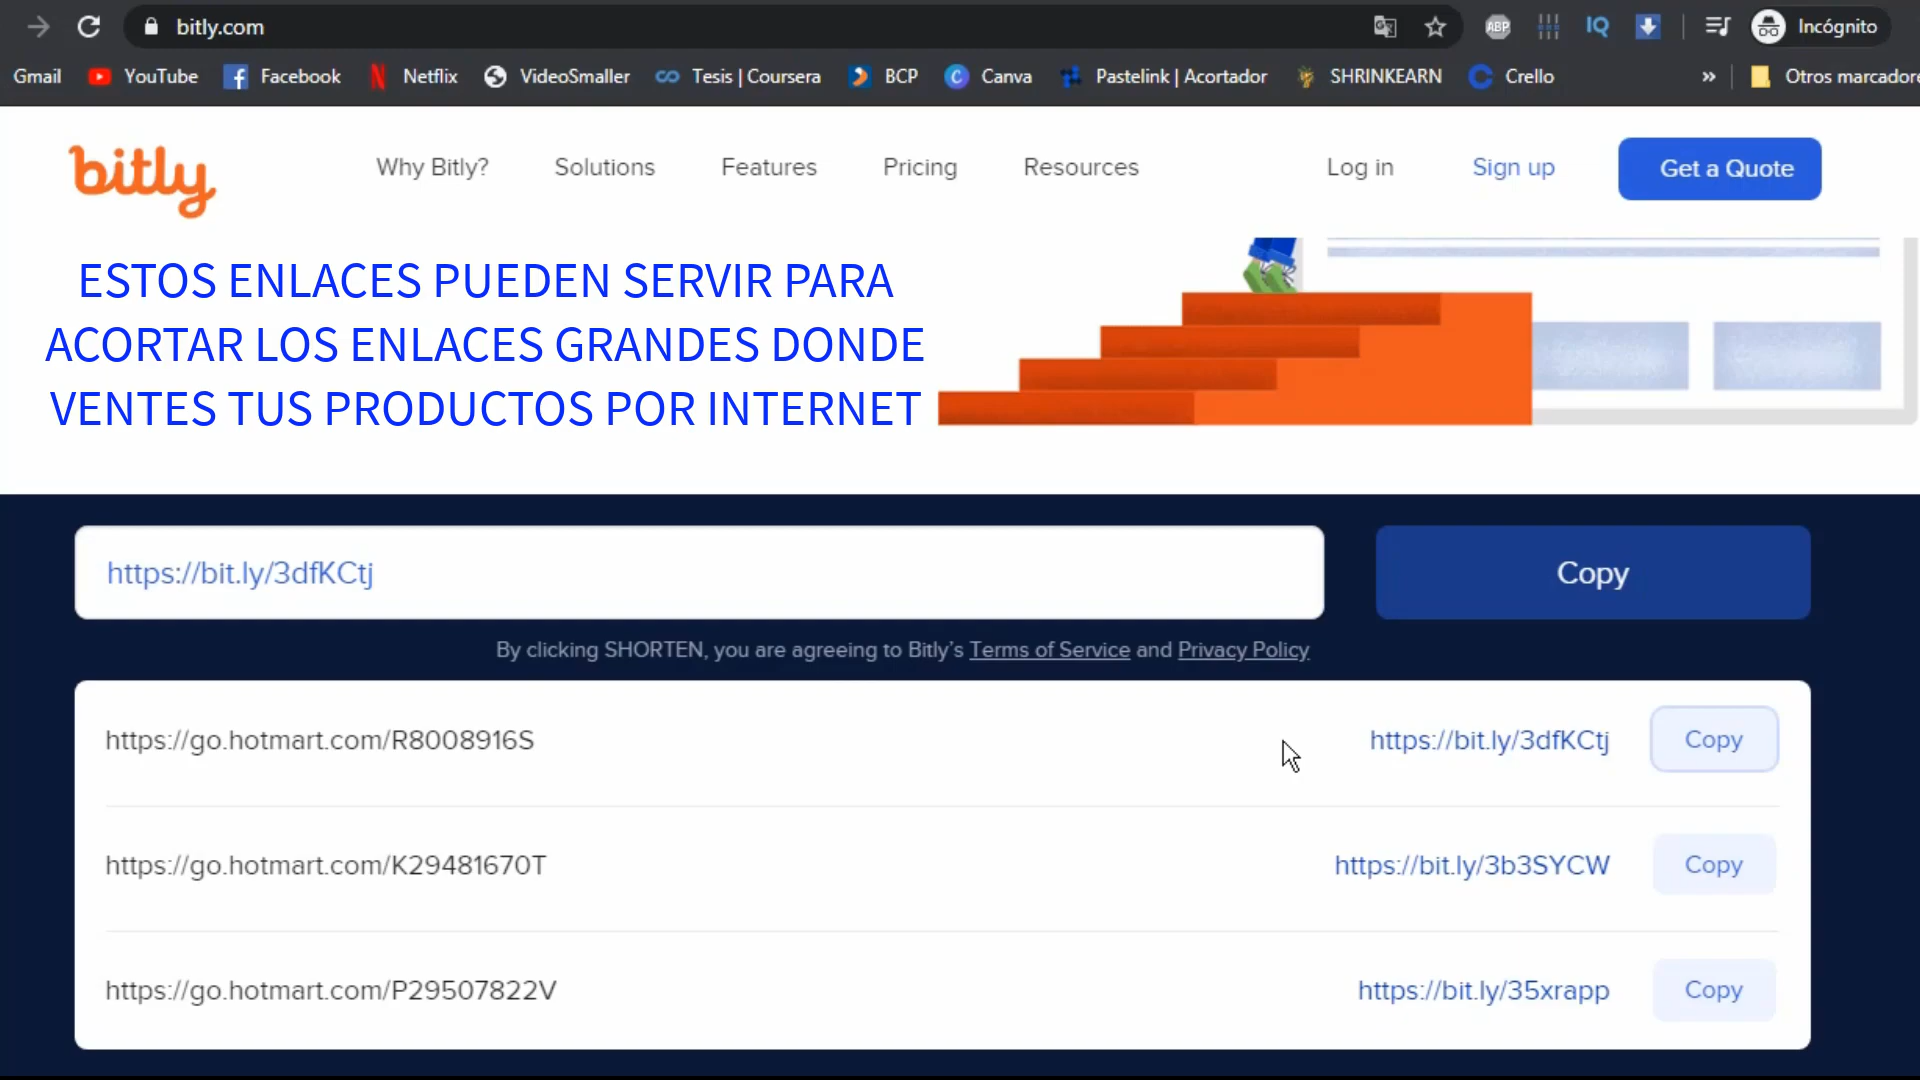 bitly.com
ABP
IQ
Incógnito
Gmail
YouTube
Facebook
Netflix
VideoSmaller
Tesis | Coursera
BCP
Canva
Pastelink | Acortador
SHRINKEARN
Crello
»
Otros marcadore
bitly
Why Bitly?
Solutions
Features
Pricing
Resources
Log in
Sign up
Get a Quote
ESTOS ENLACES PUEDEN SERVIR PARA
ACORTAR LOS ENLACES GRANDES DONDE
VENTES TUS PRODUCTOS POR INTERNET
https://bit.ly/3dfKCtj
Copy
By clicking SHORTEN, you are agreeing to Bitly’s Terms of Service and Privacy Policy
https://go.hotmart.com/R8008916S
https://bit.ly/3dfKCtj
Copy
https://go.hotmart.com/K29481670T
https://bit.ly/3b3SYCW
Copy
https://go.hotmart.com/P29507822V
https://bit.ly/35xrapp
Copy